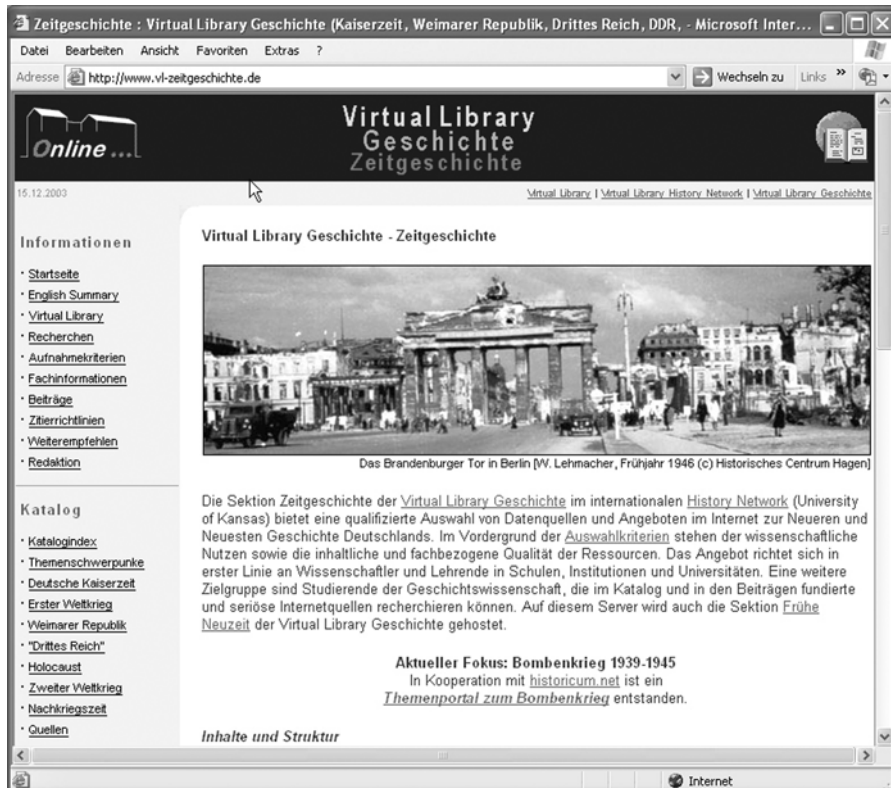 Zeitgeschichte : Virtual Library Geschichte (Kaiserzeit, Weimarer Republik, Drittes Reich, DDR, - Microsoft Inter...
Datei Bearbeiten Ansicht Favoriten Extras ?
Adresse http://www.vl-zeitgeschichte.de Wechseln zu Links »
Online ...
Virtual Library
Geschichte
Zeitgeschichte
15.12.2003
Virtual Library | Virtual Library History Network | Virtual Library Geschichte
Informationen
· Startseite
· English Summary
· Virtual Library
· Recherchen
· Aufnahmekriterien
· Fachinformationen
· Beiträge
· Zitierrichtlinien
· Weiterempfehlen
· Redaktion
Katalog
· Katalogindex
· Themenschwerpunke
· Deutsche Kaiserzeit
· Erster Weltkrieg
· Weimarer Republik
· "Drittes Reich"
· Holocaust
· Zweiter Weltkrieg
· Nachkriegszeit
· Quellen
Virtual Library Geschichte - Zeitgeschichte
Das Brandenburger Tor in Berlin [W. Lehmacher, Frühjahr 1946 (c) Historisches Centrum Hagen]
Die Sektion Zeitgeschichte der Virtual Library Geschichte im internationalen History Network (University
of Kansas) bietet eine qualifizierte Auswahl von Datenquellen und Angeboten im Internet zur Neueren und
Neuesten Geschichte Deutschlands. Im Vordergrund der Auswahlkriterien stehen der wissenschaftliche
Nutzen sowie die inhaltliche und fachbezogene Qualität der Ressourcen. Das Angebot richtet sich in
erster Linie an Wissenschaftler und Lehrende in Schulen, Institutionen und Universitäten. Eine weitere
Zielgruppe sind Studierende der Geschichtswissenschaft, die im Katalog und in den Beiträgen fundierte
und seriöse Internetquellen recherchieren können. Auf diesem Server wird auch die Sektion Frühe
Neuzeit der Virtual Library Geschichte gehostet.
Aktueller Fokus: Bombenkrieg 1939-1945
In Kooperation mit historicum.net ist ein
Themenportal zum Bombenkrieg entstanden.
Inhalte und Struktur
Internet